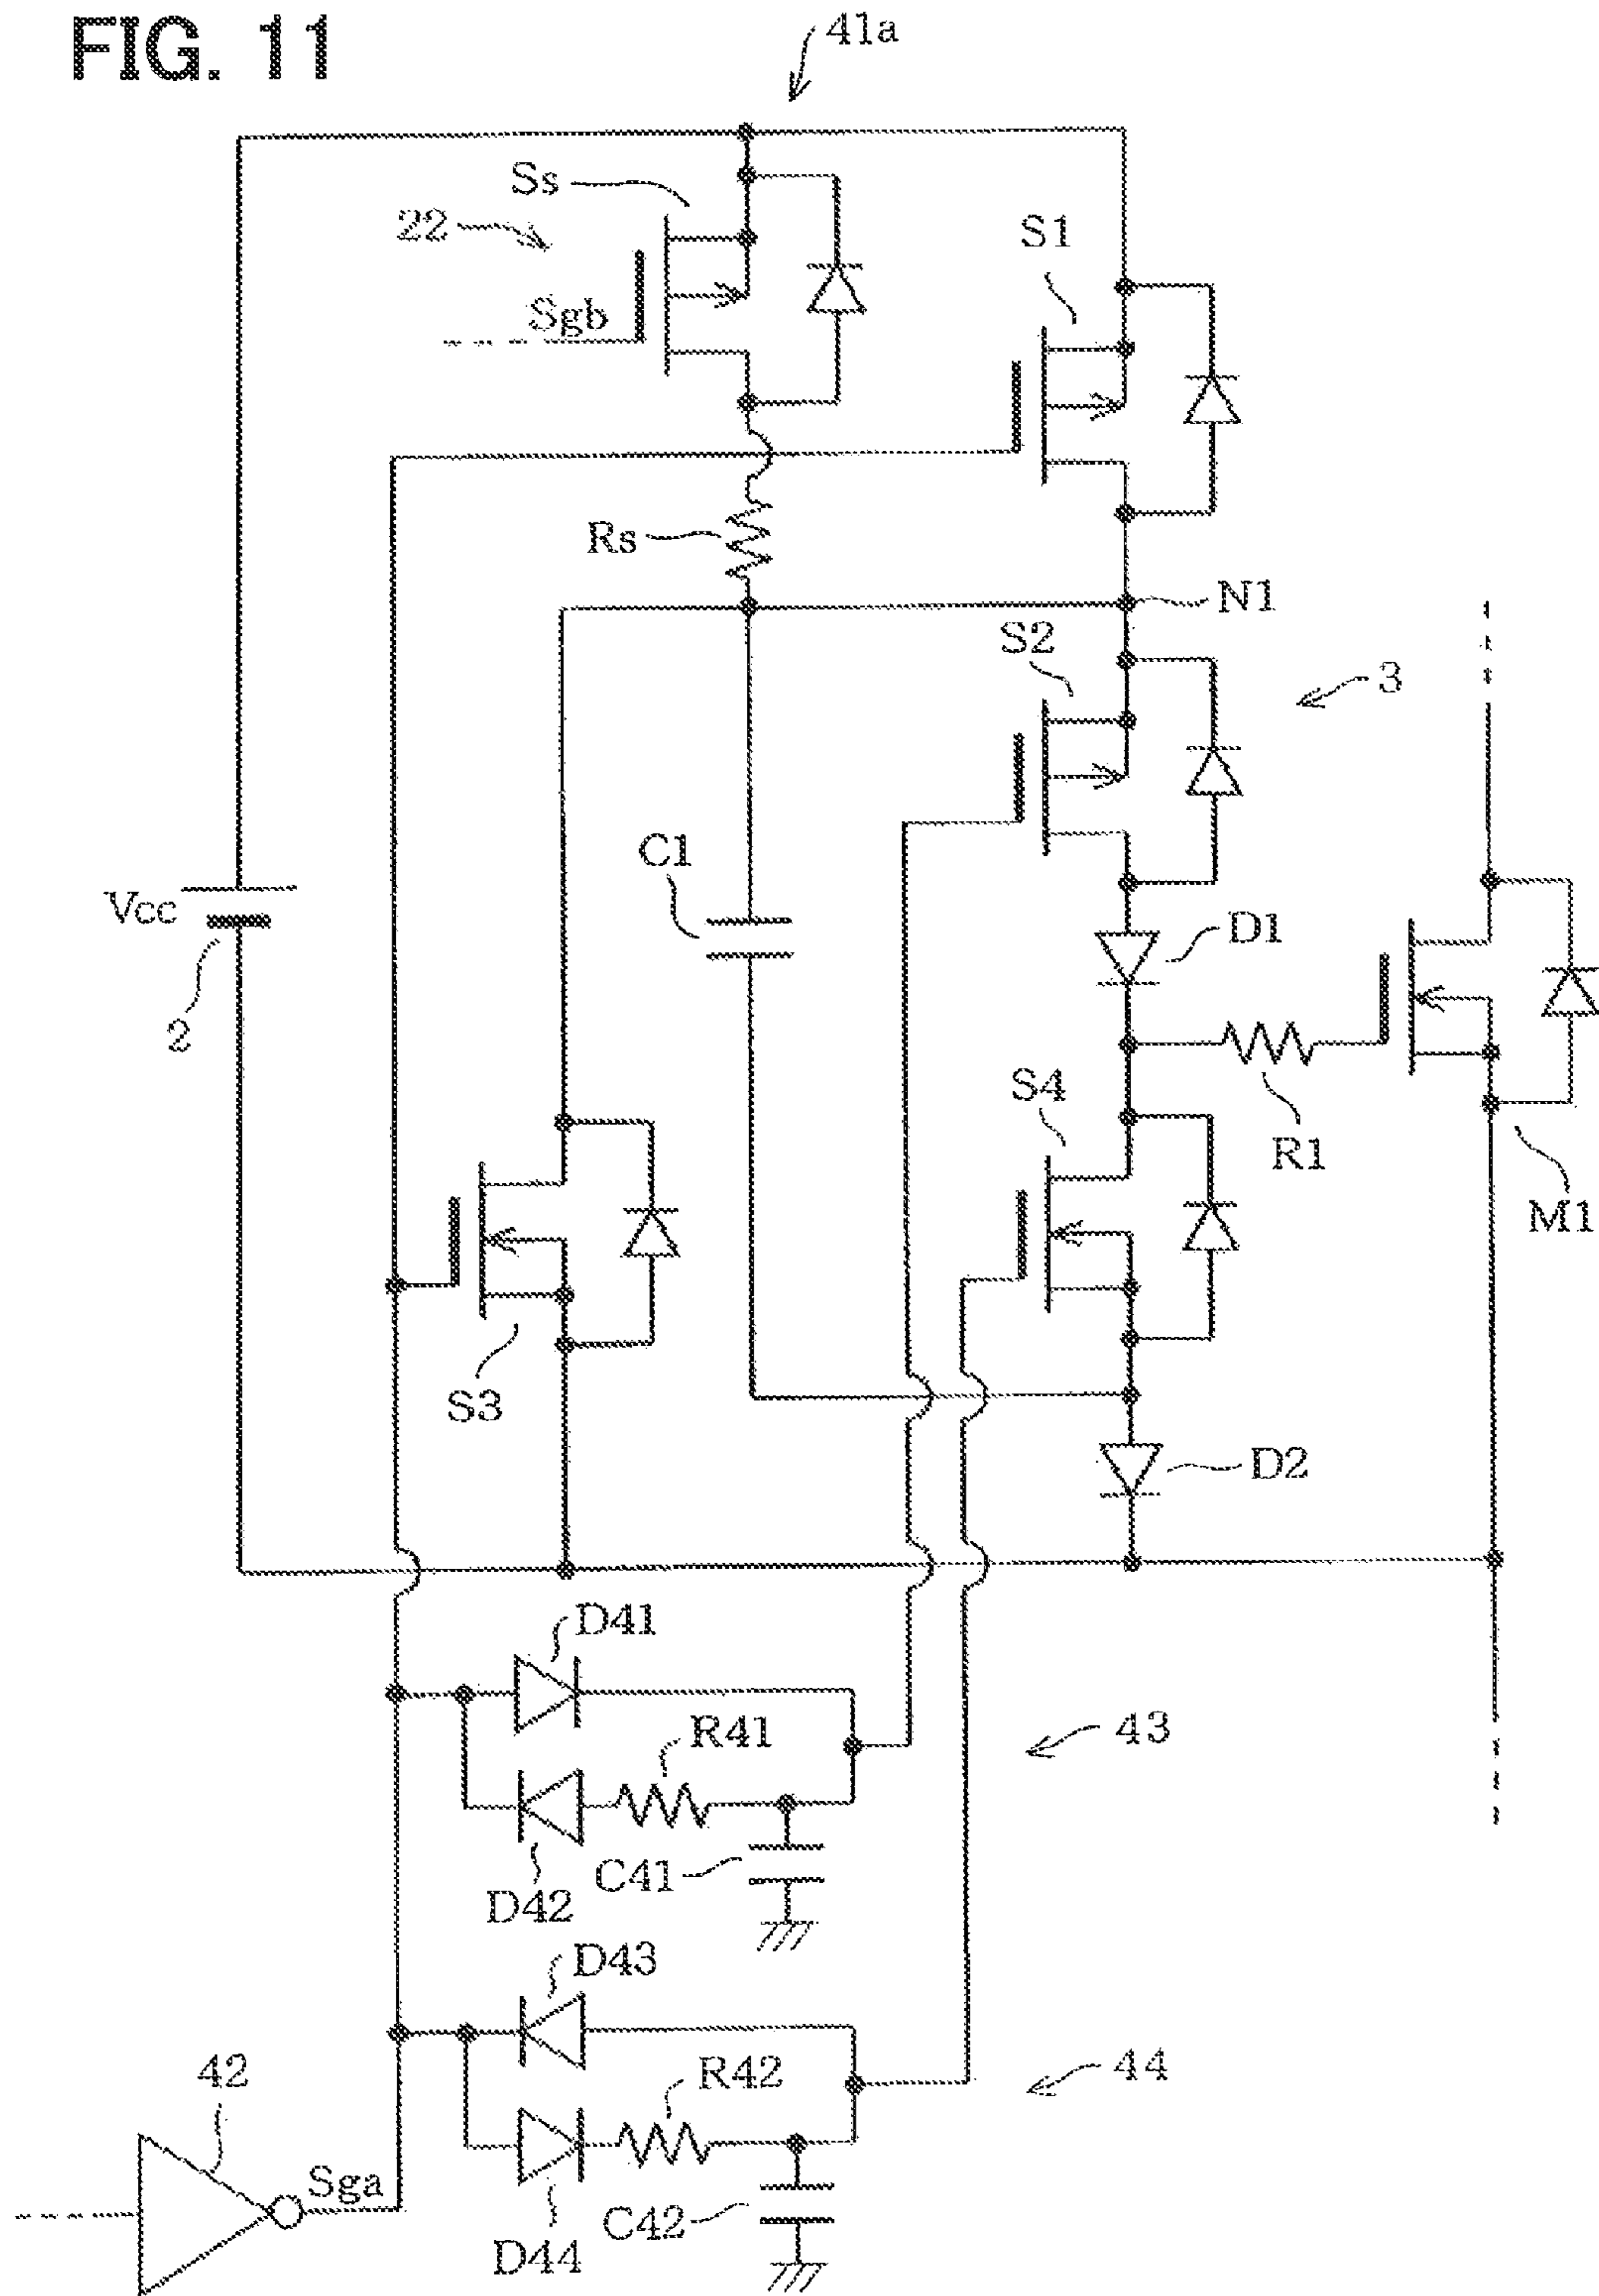 FIG. 11
41a
Ss
22
S1
Sgb
Rs
N1
S2
3
C1
Vcc
D1
2
S4
R1
M1
S3
D2
D41
R41
43
C41
D42
D43
R42
44
42
Sga
C42
D44